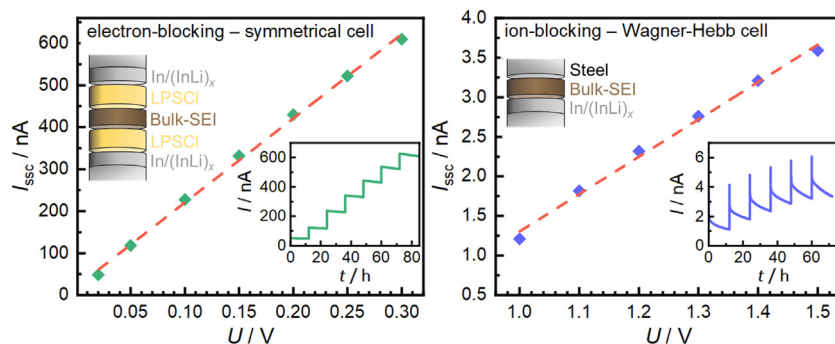 electron-blocking – symmetrical cell
600
500
400
300
200
100
0
I_ssc / nA
0.05 0.10 0.15 0.20 0.25 0.30
U / V
In/(InLi)ₓ
LPSCl
Bulk-SEI
LPSCl
In/(InLi)ₓ
600
400
200
0
I / nA
0 40 80
t / h
ion-blocking – Wagner-Hebb cell
4.0
3.5
3.0
2.5
2.0
1.5
1.0
0.5
0.0
I_ssc / nA
1.0 1.1 1.2 1.3 1.4 1.5
U / V
Steel
Bulk-SEI
In/(InLi)ₓ
6
4
2
0
I / nA
0 20 40 60
t / h